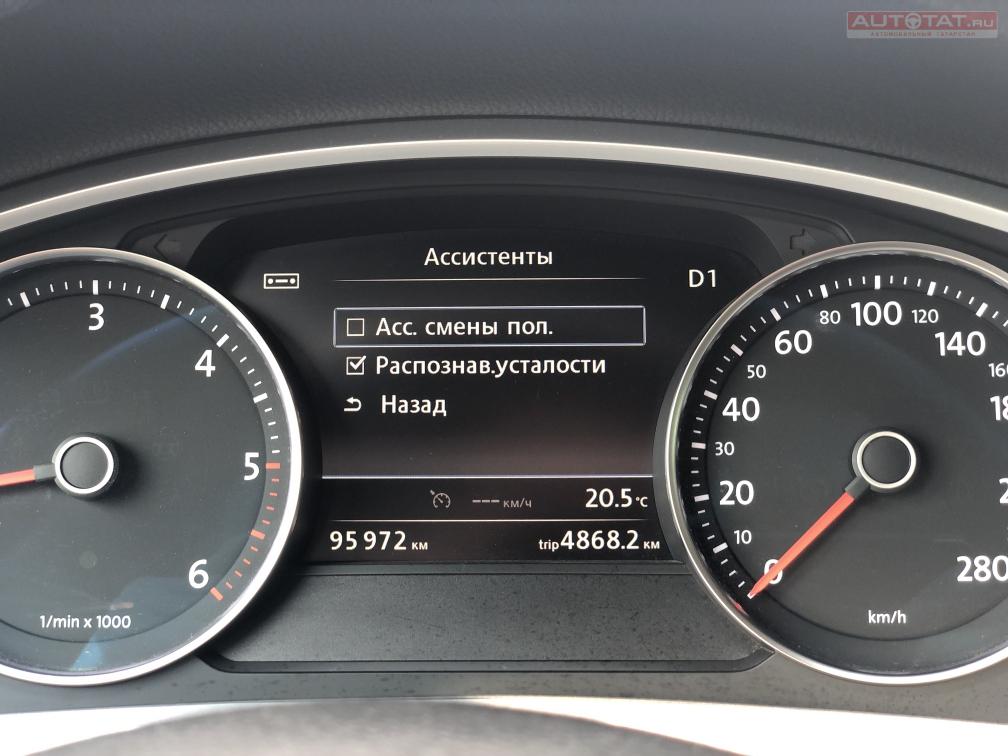 AUTOTAT.RU
АВТОМОБИЛЬНЫЙ ТАТАРСТАН
Ассистенты
D1
Асс. смены пол.
Распознав.усталости
Назад
--- км/ч 20.5 °C
95 972 км trip 4868.2 км
3
4
5
6
1/min x 1000
0
10
20
30
40
50
60
80
100
120
140
280
km/h